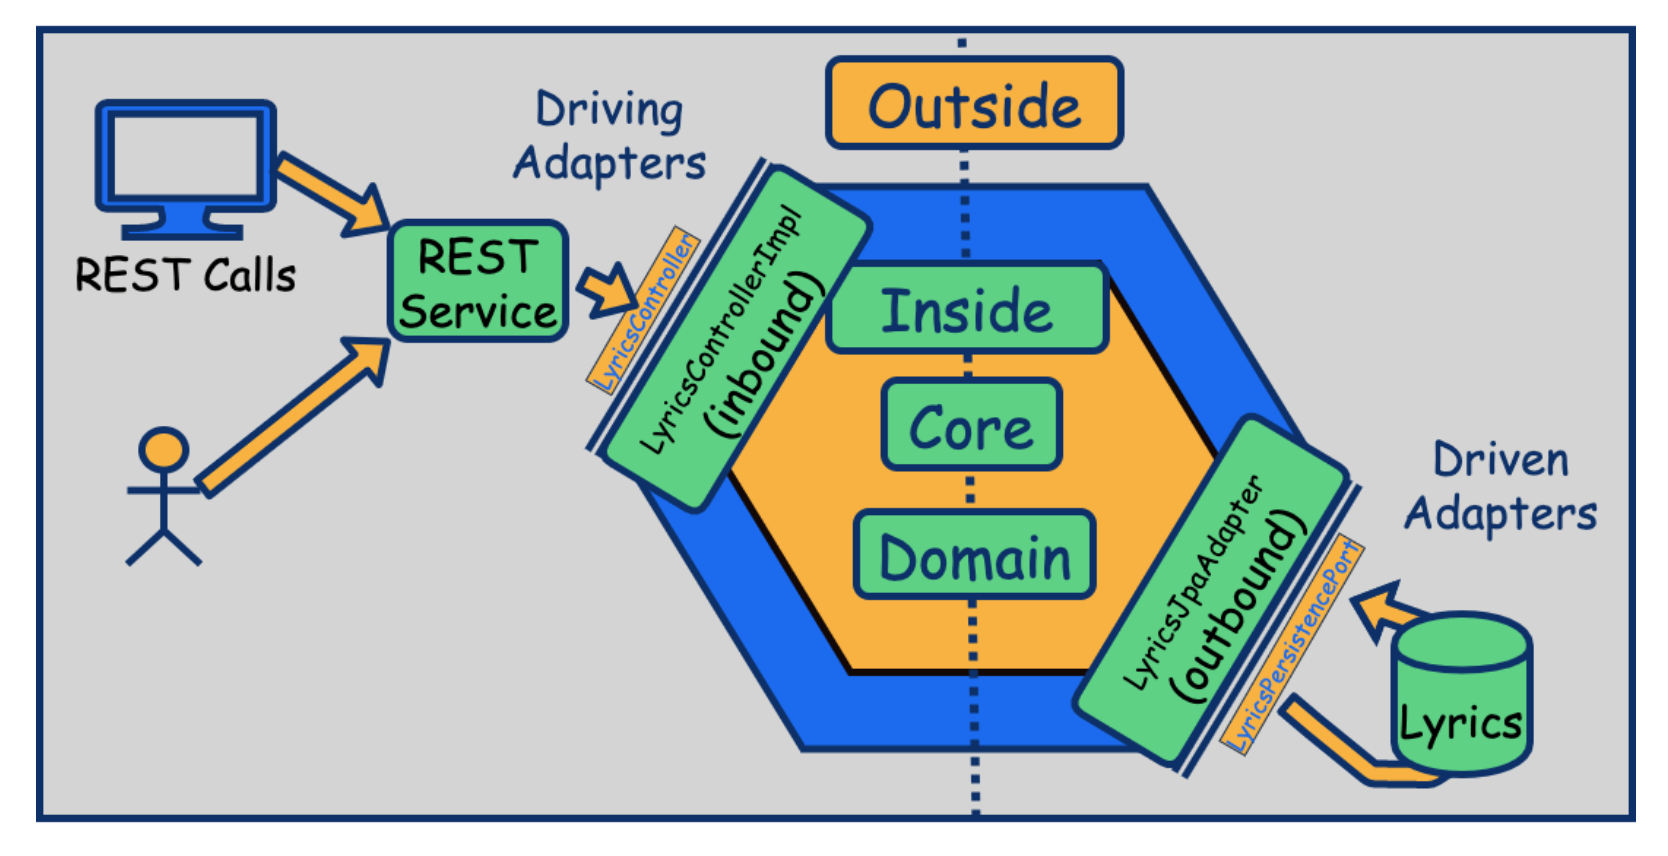 Outside
Driving
Adapters
REST Calls
REST
Service
LyricsController
LyricsControllerImpl
(inbound)
Inside
Core
Domain
LyricsJpaAdapter
(outbound)
LyricsPersistencePort
Driven
Adapters
Lyrics